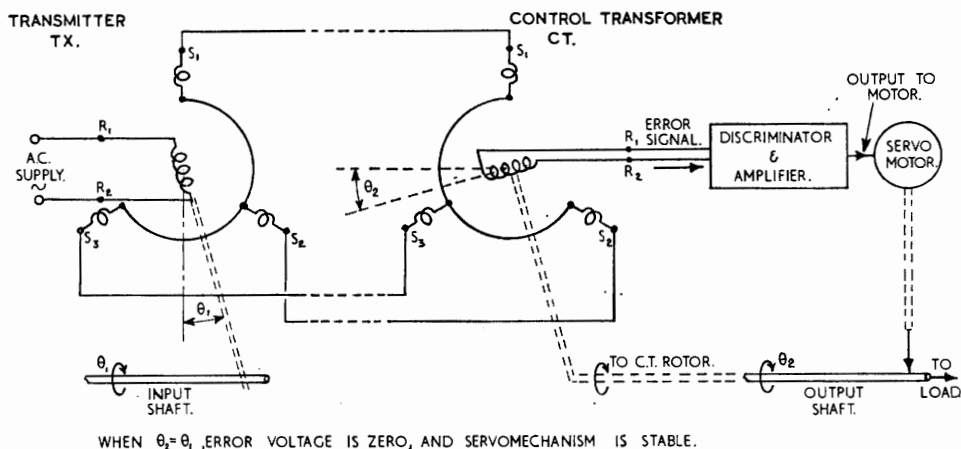 TRANSMITTER
TX.
CONTROL TRANSFORMER
CT.
S₁
S₁
OUTPUT TO
MOTOR.
R₁
A.C.
SUPPLY.
R₂
R₁
ERROR
SIGNAL.
R₂
DISCRIMINATOR
&
AMPLIFIER.
SERVO
MOTOR.
θ₂
S₃
S₂
S₃
S₂
θ₁
θ₁
INPUT
SHAFT.
TO C.T. ROTOR.
θ₂
OUTPUT
SHAFT.
TO
LOAD
WHEN θ₂=θ₁ ,ERROR VOLTAGE IS ZERO, AND SERVOMECHANISM IS STABLE.